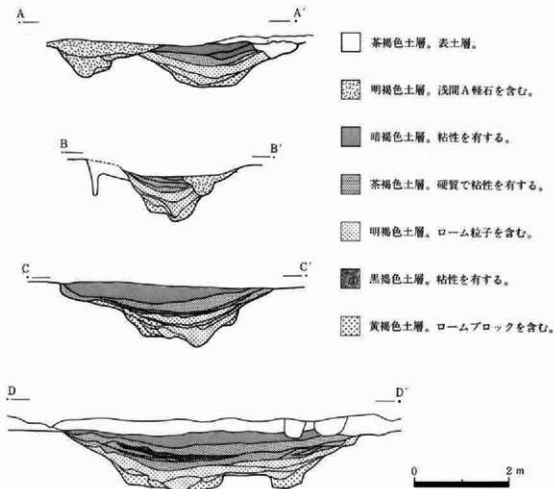 A A′
茶褐色土層。表土層。
明褐色土層。浅間A軽石を含む。
暗褐色土層。粘性を有する。
B B′
茶褐色土層。硬質で粘性を有する。
明褐色土層。ローム粒子を含む。
C C′
黒褐色土層。粘性を有する。
黄褐色土層。ロームブロックを含む。
D D′
0 2 m